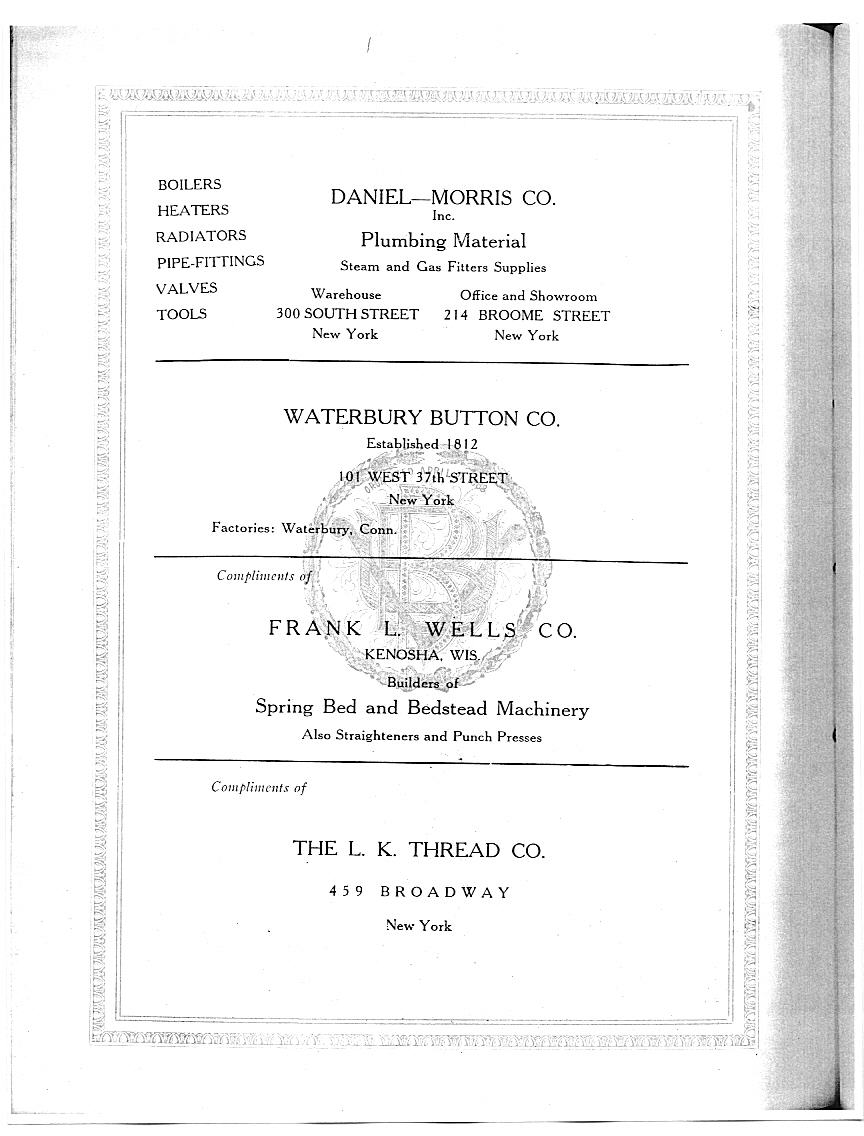 BOILERS
HEATERS
RADIATORS
PIPE-FITTINGS
VALVES
TOOLS
DANIEL—MORRIS CO.
Inc.
Plumbing Material
Steam and Gas Fitters Supplies
Warehouse
300 SOUTH STREET
New York
Office and Showroom
214 BROOME STREET
New York
WATERBURY BUTTON CO.
Established 1812
101 WEST 37th STREET
New York
Factories: Waterbury, Conn.
Compliments of
FRANK L. WELLS CO.
KENOSHA, WIS.
Builders of
Spring Bed and Bedstead Machinery
Also Straighteners and Punch Presses
Compliments of
THE L. K. THREAD CO.
459 BROADWAY
New York